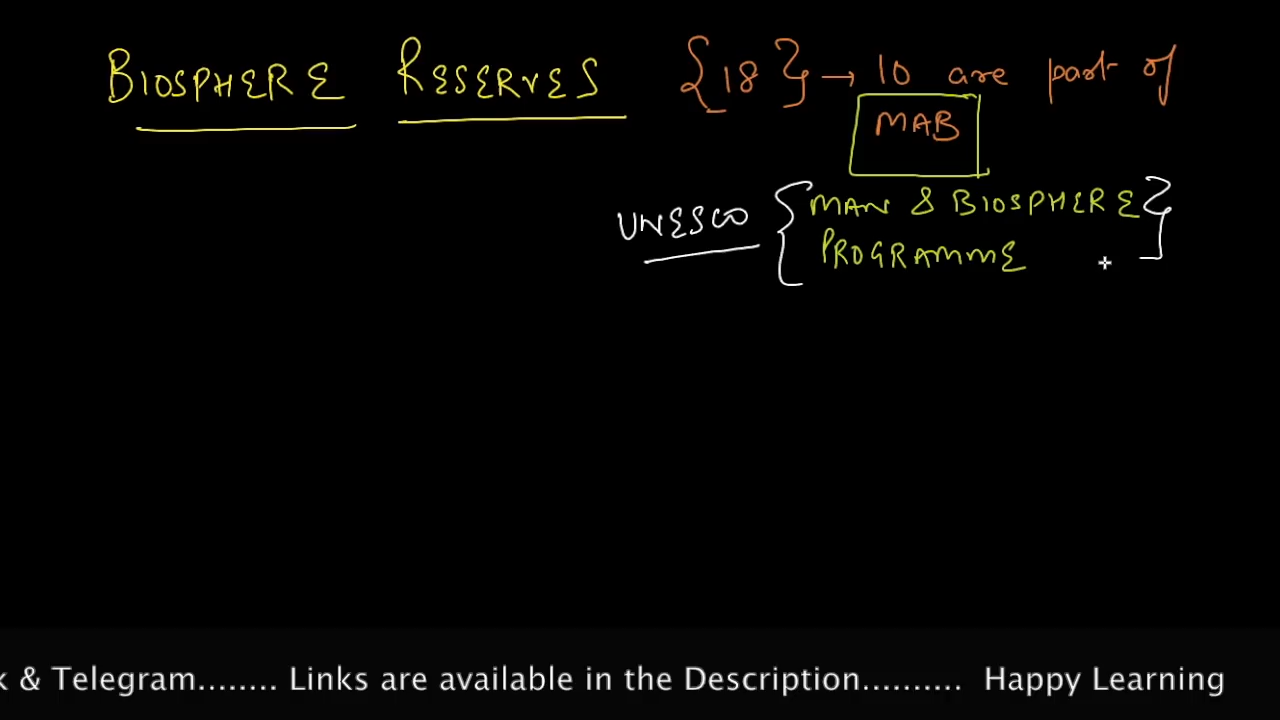 BIOSPHERE RESERVES {18} → 10 are part of
MAB
UNESCO {MAN & BIOSPHERE
PROGRAMME}
& Telegram........ Links are available in the Description.......... Happy Learning